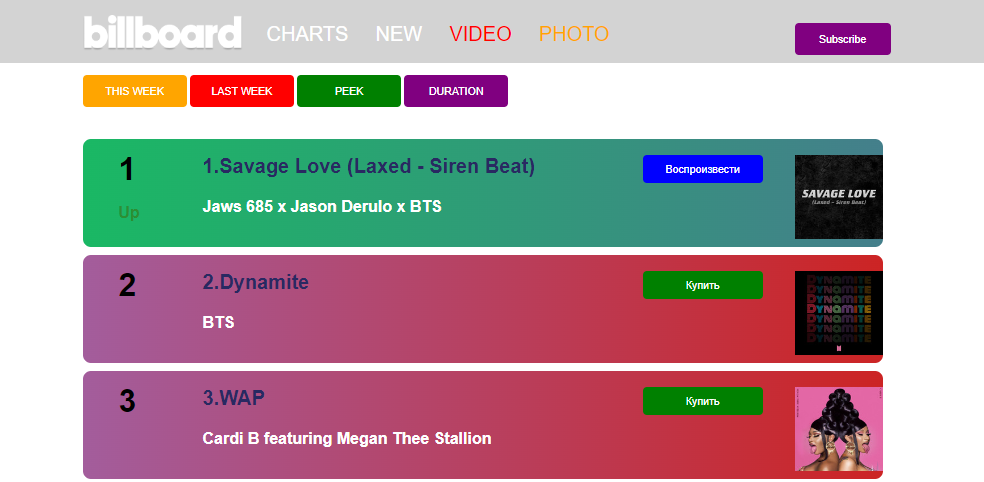 billboard CHARTS NEW VIDEO PHOTO Subscribe
THIS WEEK LAST WEEK PEEK DURATION
1 1.Savage Love (Laxed - Siren Beat) Воспроизвести
Up Jaws 685 x Jason Derulo x BTS
SAVAGE LOVE
(Laxed – Siren Beat)
2 2.Dynamite Купить
BTS
DYNAMITE
DYNAMITE
DYNAMITE
DYNAMITE
DYNAMITE
DYNAMITE
DYNAMITE
3 3.WAP Купить
Cardi B featuring Megan Thee Stallion